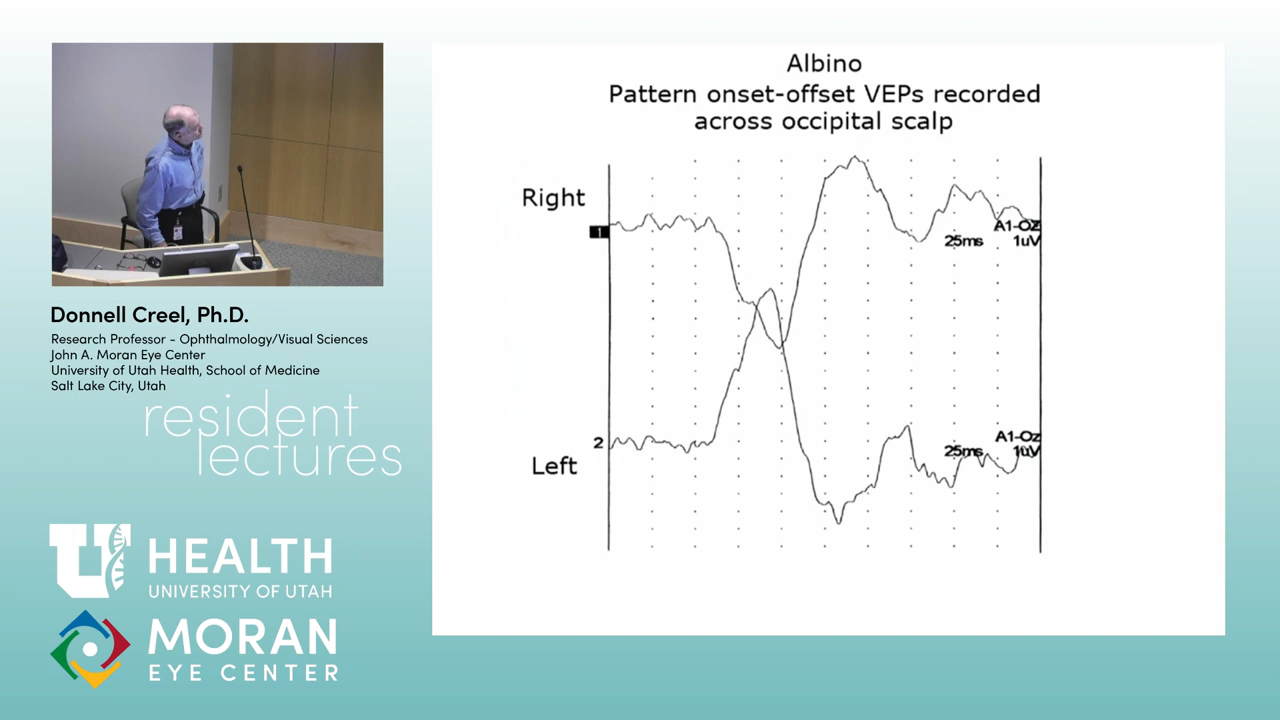 Albino
Pattern onset-offset VEPs recorded
across occipital scalp
Right
1
A1-OZ
25ms 1uV
2
Left
A1-Oz
25ms 1uV
Donnell Creel, Ph.D.
Research Professor - Ophthalmology/Visual Sciences
John A. Moran Eye Center
University of Utah Health, School of Medicine
Salt Lake City, Utah
resident
lectures
U HEALTH
UNIVERSITY OF UTAH
MORAN
EYE CENTER